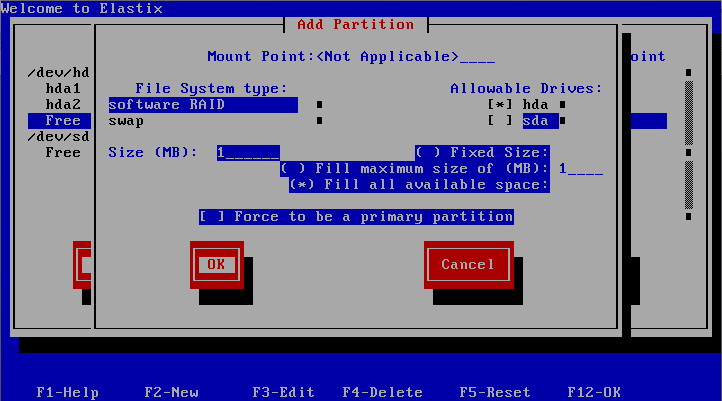 Welcome to Elastix
Add Partition
Mount Point:<Not Applicable>____ oint
/dev/hd File System type: Allowable Drives:
hda1 software RAID [*] hda
hda2 swap [ ] sda
Free
/dev/sd
Free Size (MB): 1______ ( ) Fixed Size:
( ) Fill maximum size of (MB): 1____
(*) Fill all available space:
[ ] Force to be a primary partition
OK Cancel
F1-Help F2-New F3-Edit F4-Delete F5-Reset F12-OK